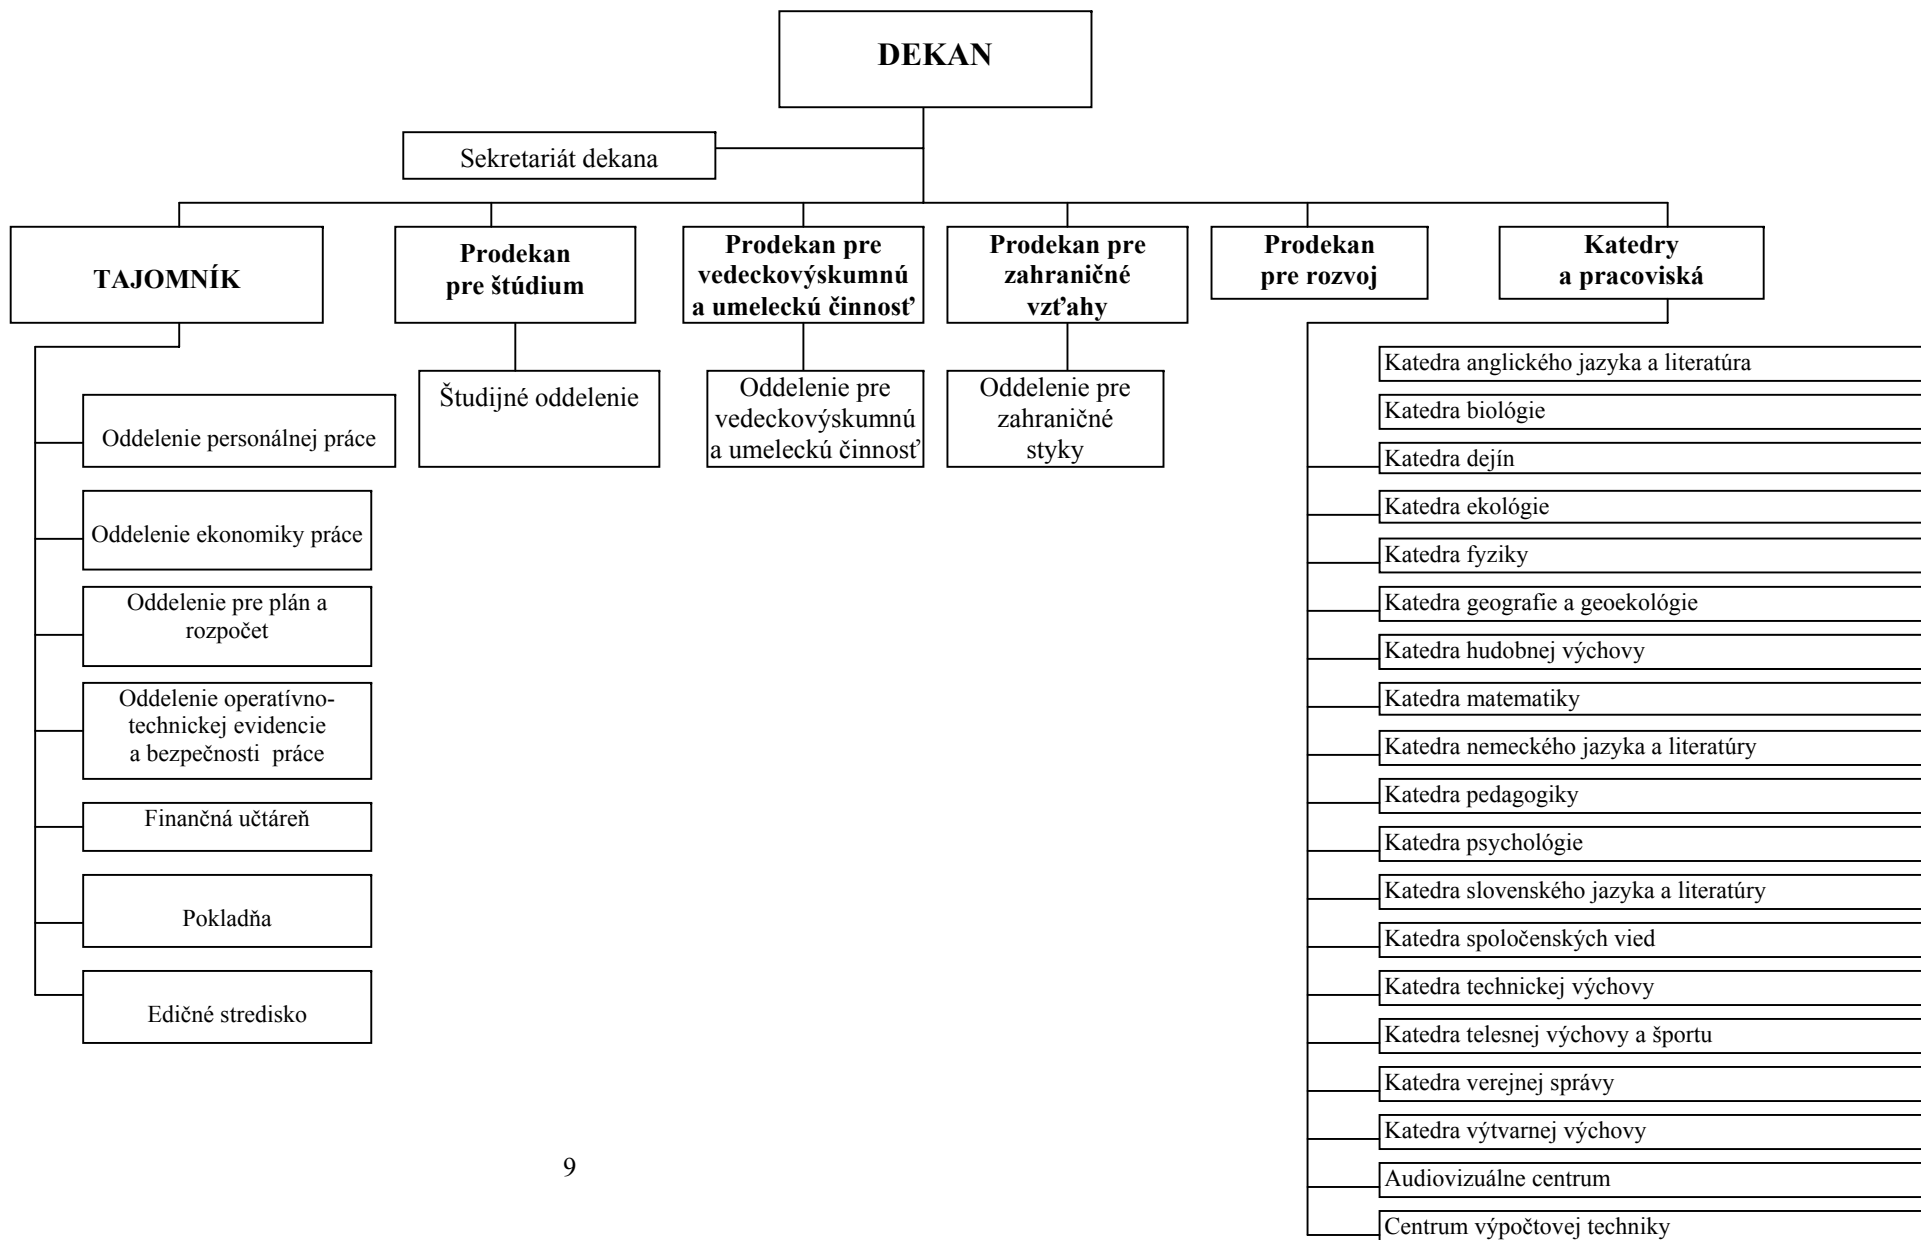 DEKAN
Sekretariát dekana
TAJOMNÍK
Prodekan
pre štúdium
Prodekan pre
vedeckovýskumnú
a umeleckú činnosť
Prodekan pre
zahraničné
vzťahy
Prodekan
pre rozvoj
Katedry
a pracoviská
Oddelenie personálnej práce
Oddelenie ekonomiky práce
Oddelenie pre plán a
rozpočet
Oddelenie operatívno-
technickej evidencie
a bezpečnosti  práce
Finančná učtáreň
Pokladňa
Edičné stredisko
Študijné oddelenie
Oddelenie pre
vedeckovýskumnú
a umeleckú činnosť
Oddelenie pre
zahraničné
styky
Katedra anglického jazyka a literatúra
Katedra biológie
Katedra dejín
Katedra ekológie
Katedra fyziky
Katedra geografie a geoekológie
Katedra hudobnej výchovy
Katedra matematiky
Katedra nemeckého jazyka a literatúry
Katedra pedagogiky
Katedra psychológie
Katedra slovenského jazyka a literatúry
Katedra spoločenských vied
Katedra technickej výchovy
Katedra telesnej výchovy a športu
Katedra verejnej správy
Katedra výtvarnej výchovy
Audiovizuálne centrum
Centrum výpočtovej techniky
9